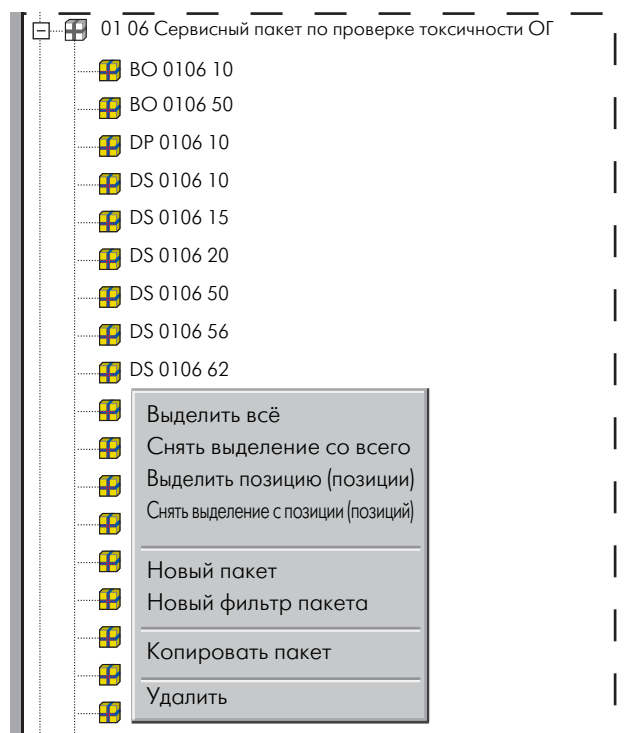 01 06 Сервисный пакет по проверке токсичности ОГ
BO 0106 10
BO 0106 50
DP 0106 10
DS 0106 10
DS 0106 15
DS 0106 20
DS 0106 50
DS 0106 56
DS 0106 62
Выделить всё
Снять выделение со всего
Выделить позицию (позиции)
Снять выделение с позиции (позиций)
Новый пакет
Новый фильтр пакета
Копировать пакет
Удалить